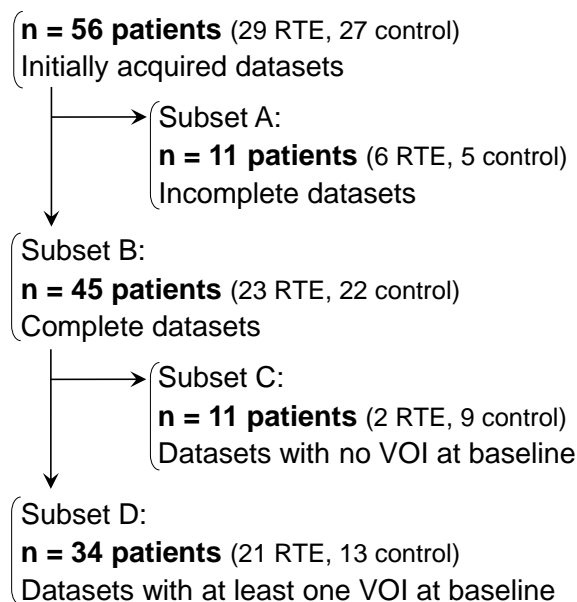 n = 56 patients (29 RTE, 27 control)
Initially acquired datasets
Subset A:
n = 11 patients (6 RTE, 5 control)
Incomplete datasets
Subset B:
n = 45 patients (23 RTE, 22 control)
Complete datasets
Subset C:
n = 11 patients (2 RTE, 9 control)
Datasets with no VOI at baseline
Subset D:
n = 34 patients (21 RTE, 13 control)
Datasets with at least one VOI at baseline